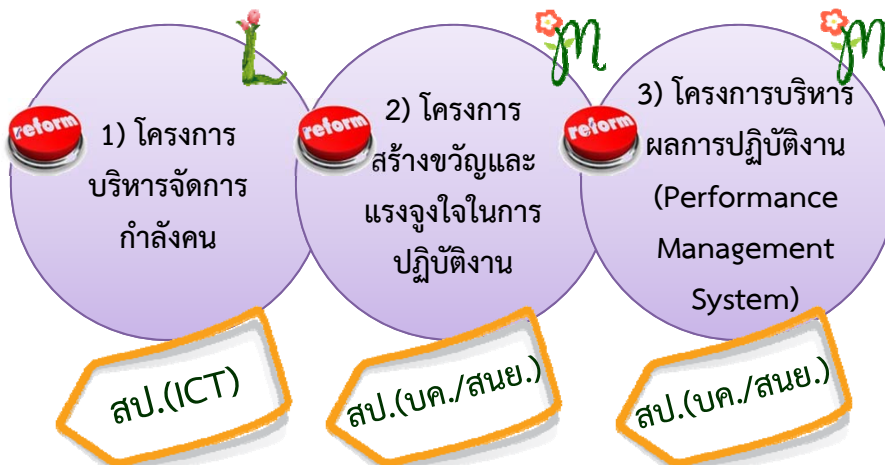 L
reform
1) โครงการ
บริหารจัดการ
กำลังคน
สป.(ICT)
m
reform
2) โครงการ
สร้างขวัญและ
แรงจูงใจในการ
ปฏิบัติงาน
สป.(บค./สนย.)
m
reform
3) โครงการบริหาร
ผลการปฏิบัติงาน
(Performance
Management
System)
สป.(บค./สนย.)